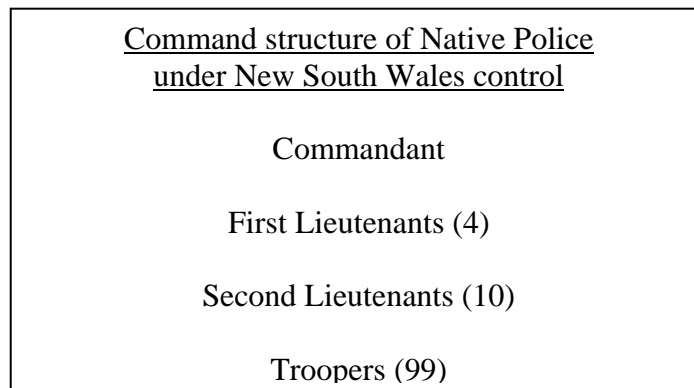 Command structure of Native Police
under New South Wales control
Commandant
First Lieutenants (4)
Second Lieutenants (10)
Troopers (99)